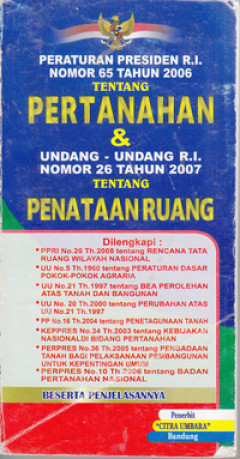 PERATURAN PRESIDEN R.I.
NOMOR 65 TAHUN 2006
TENTANG
PERTANAHAN
&
UNDANG - UNDANG R.I.
NOMOR 26 TAHUN 2007
TENTANG
PENATAAN RUANG
Dilengkapi :
• PPRI No.26 Th.2008 tentang RENCANA TATA
RUANG WILAYAH NASIONAL
• UU No.5 Th.1960 tentang PERATURAN DASAR
POKOK-POKOK AGRARIA
• UU No.21 Th.1997 tentang BEA PEROLEHAN
ATAS TANAH DAN BANGUNAN
• UU No. 20 Th.2000 tentang PERUBAHAN ATAS
UU No.21 Th.1997
• PP No.16 Th.2004 tentang PENETAGUNAAN TANAH
• KEPPRES No.34 Th.2003 tentang KEBIJAKAN
NASIONALDI BIDANG PERTANAHAN
• PERPRES No.36 Th.2005 tentang PENGADAAN
TANAH BAGI PELAKSANAAN PEMBANGUNAN
UNTUK KEPENTINGAN UMUM
• PERPRES No.10 Th.2006 tentang BADAN
PERTANAHAN NASIONAL
BESERTA PENJELASANNYA
Penerbit
"CITRA UMBARA"
Bandung